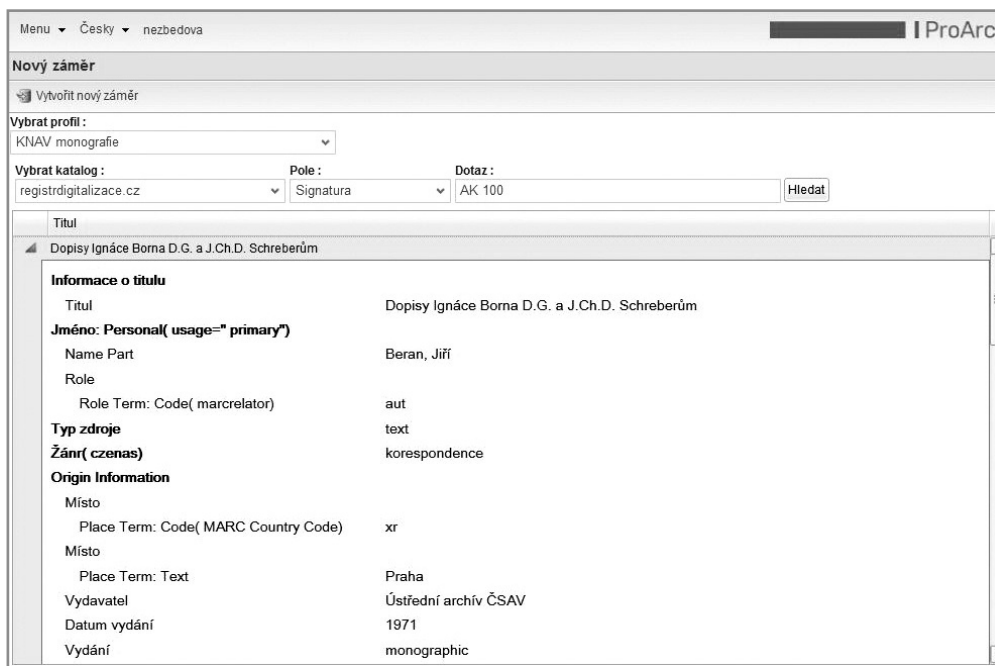 Menu Česky nezbedova ProArc
Nový záměr
Vytvořit nový záměr
Vybrat profil :
KNAV monografie
Vybrat katalog : Pole : Dotaz :
registrdigitalizace.cz Signatura AK 100 Hledat
Titul
Dopisy Ignáce Borna D.G. a J.Ch.D. Schreberům
Informace o titulu
Titul Dopisy Ignáce Borna D.G. a J.Ch.D. Schreberům
Jméno: Personal( usage=" primary")
Name Part Beran, Jiří
Role
Role Term: Code( marcrelator) aut
Typ zdroje text
Žánr( czenas) korespondence
Origin Information
Místo
Place Term: Code( MARC Country Code) xr
Místo
Place Term: Text Praha
Vydavatel Ústřední archív ČSAV
Datum vydání 1971
Vydání monographic